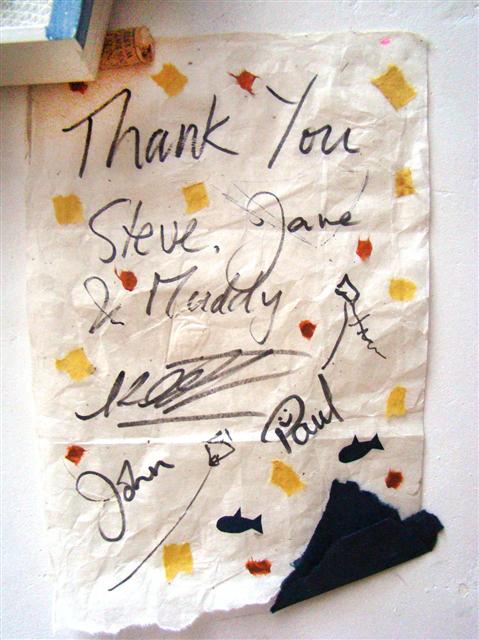 Thank You
Steve, Jane
& Muddy
John
Paul